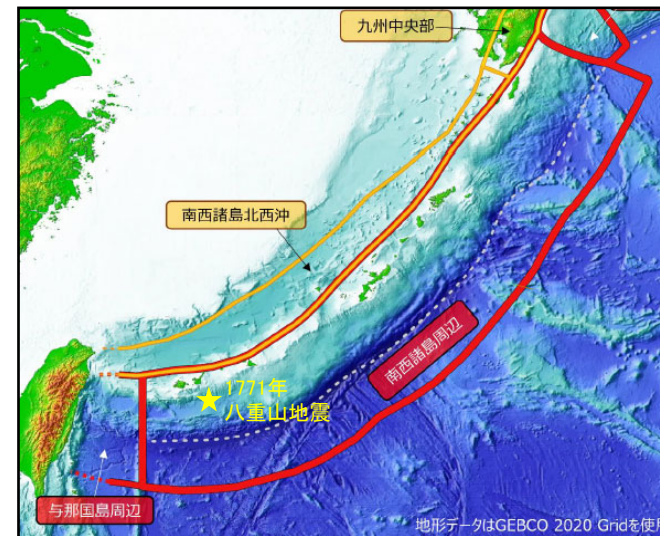 九州中央部
南西諸島北西沖
南西諸島周辺
1771年
八重山地震
与那国島周辺
地形データはGEBCO 2020 Gridを使用